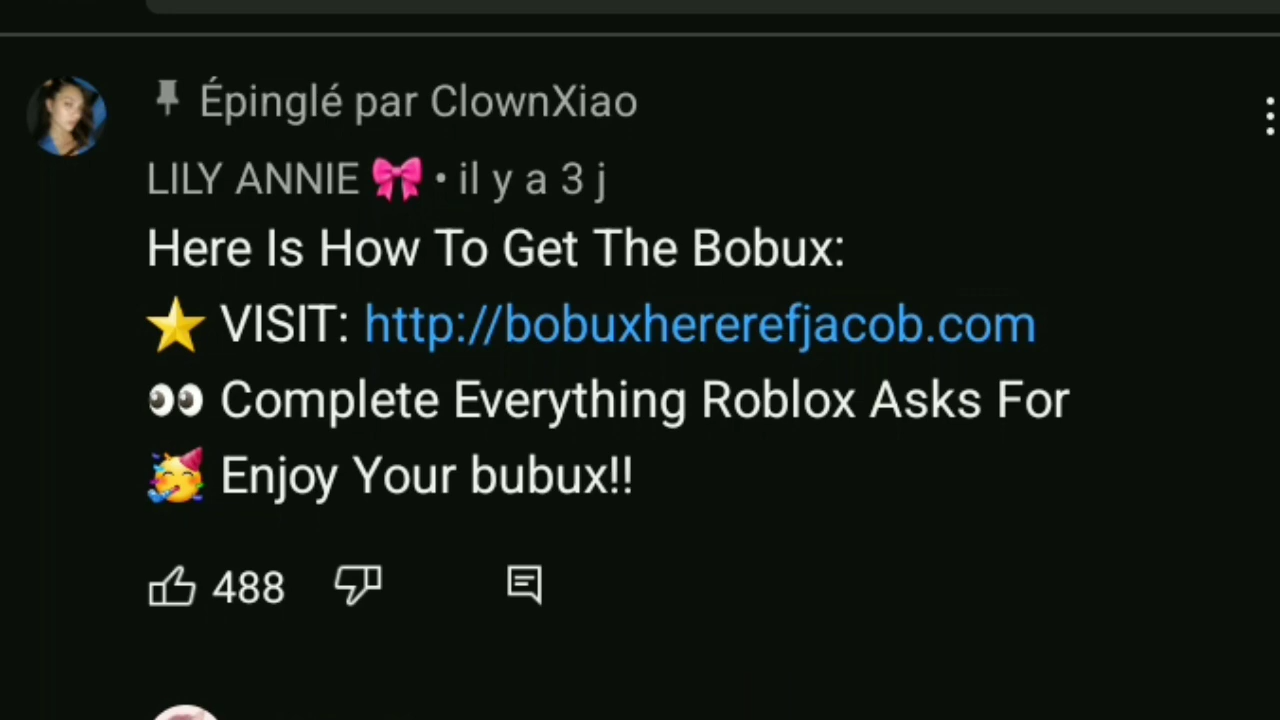 Épinglé par ClownXiao
LILY ANNIE 🎀 • il y a 3 j
Here Is How To Get The Bobux:
⭐ VISIT: http://bobuxhererefjacob.com
👀 Complete Everything Roblox Asks For
🥳 Enjoy Your bubux!!
488